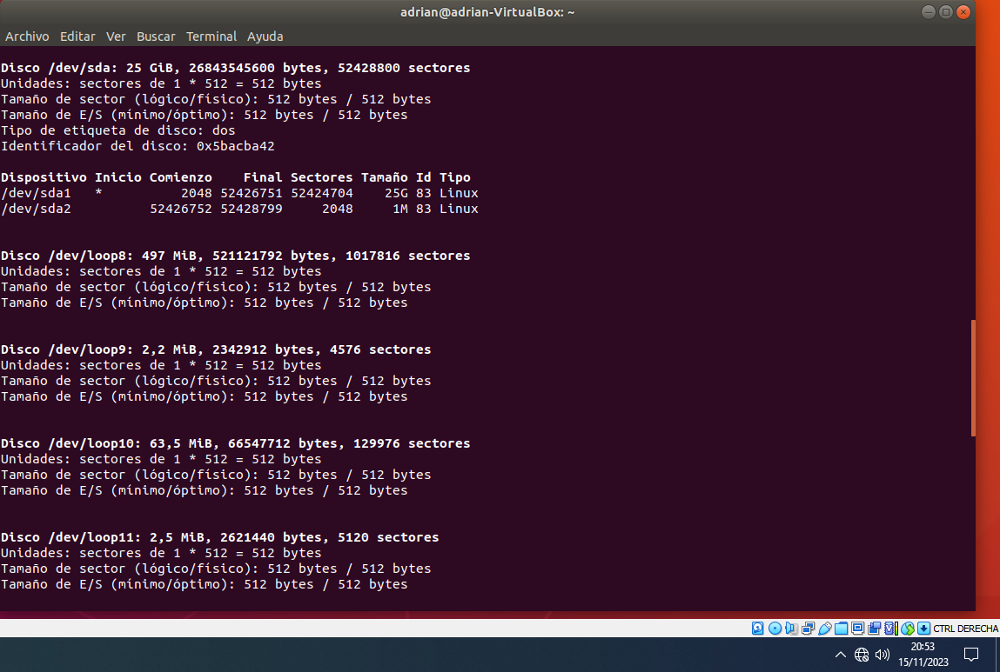 adrian@adrian-VirtualBox: ~
Archivo Editar Ver Buscar Terminal Ayuda
Disco /dev/sda: 25 GiB, 26843545600 bytes, 52428800 sectores
Unidades: sectores de 1 * 512 = 512 bytes
Tamaño de sector (lógico/físico): 512 bytes / 512 bytes
Tamaño de E/S (mínimo/óptimo): 512 bytes / 512 bytes
Tipo de etiqueta de disco: dos
Identificador del disco: 0x5bacba42
Dispositivo Inicio Comienzo    Final Sectores Tamaño Id Tipo
/dev/sda1   *          2048 52426751 52424704    25G 83 Linux
/dev/sda2          52426752 52428799     2048     1M 83 Linux
Disco /dev/loop8: 497 MiB, 521121792 bytes, 1017816 sectores
Unidades: sectores de 1 * 512 = 512 bytes
Tamaño de sector (lógico/físico): 512 bytes / 512 bytes
Tamaño de E/S (mínimo/óptimo): 512 bytes / 512 bytes
Disco /dev/loop9: 2,2 MiB, 2342912 bytes, 4576 sectores
Unidades: sectores de 1 * 512 = 512 bytes
Tamaño de sector (lógico/físico): 512 bytes / 512 bytes
Tamaño de E/S (mínimo/óptimo): 512 bytes / 512 bytes
Disco /dev/loop10: 63,5 MiB, 66547712 bytes, 129976 sectores
Unidades: sectores de 1 * 512 = 512 bytes
Tamaño de sector (lógico/físico): 512 bytes / 512 bytes
Tamaño de E/S (mínimo/óptimo): 512 bytes / 512 bytes
Disco /dev/loop11: 2,5 MiB, 2621440 bytes, 5120 sectores
Unidades: sectores de 1 * 512 = 512 bytes
Tamaño de sector (lógico/físico): 512 bytes / 512 bytes
Tamaño de E/S (mínimo/óptimo): 512 bytes / 512 bytes
CTRL DERECHA
20:53
15/11/2023